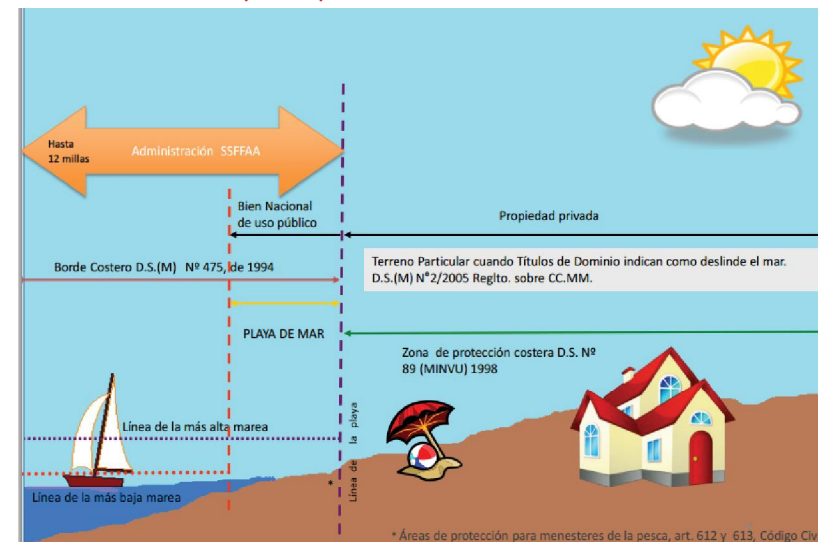 Hasta
12 millas
Administración SSFFAA
Bien Nacional
de uso público
Propiedad privada
Borde Costero D.S.(M) Nº 475, de 1994
Terreno Particular cuando Títulos de Dominio indican como deslinde el mar.
D.S.(M) N°2/2005 Reglto. sobre CC.MM.
PLAYA DE MAR
Zona de protección costera D.S. Nº
89 (MINVU) 1998
Línea de la más alta marea
Línea de la playa
Línea de la más baja marea
*
* Áreas de protección para menesteres de la pesca, art. 612 y 613, Código Civ